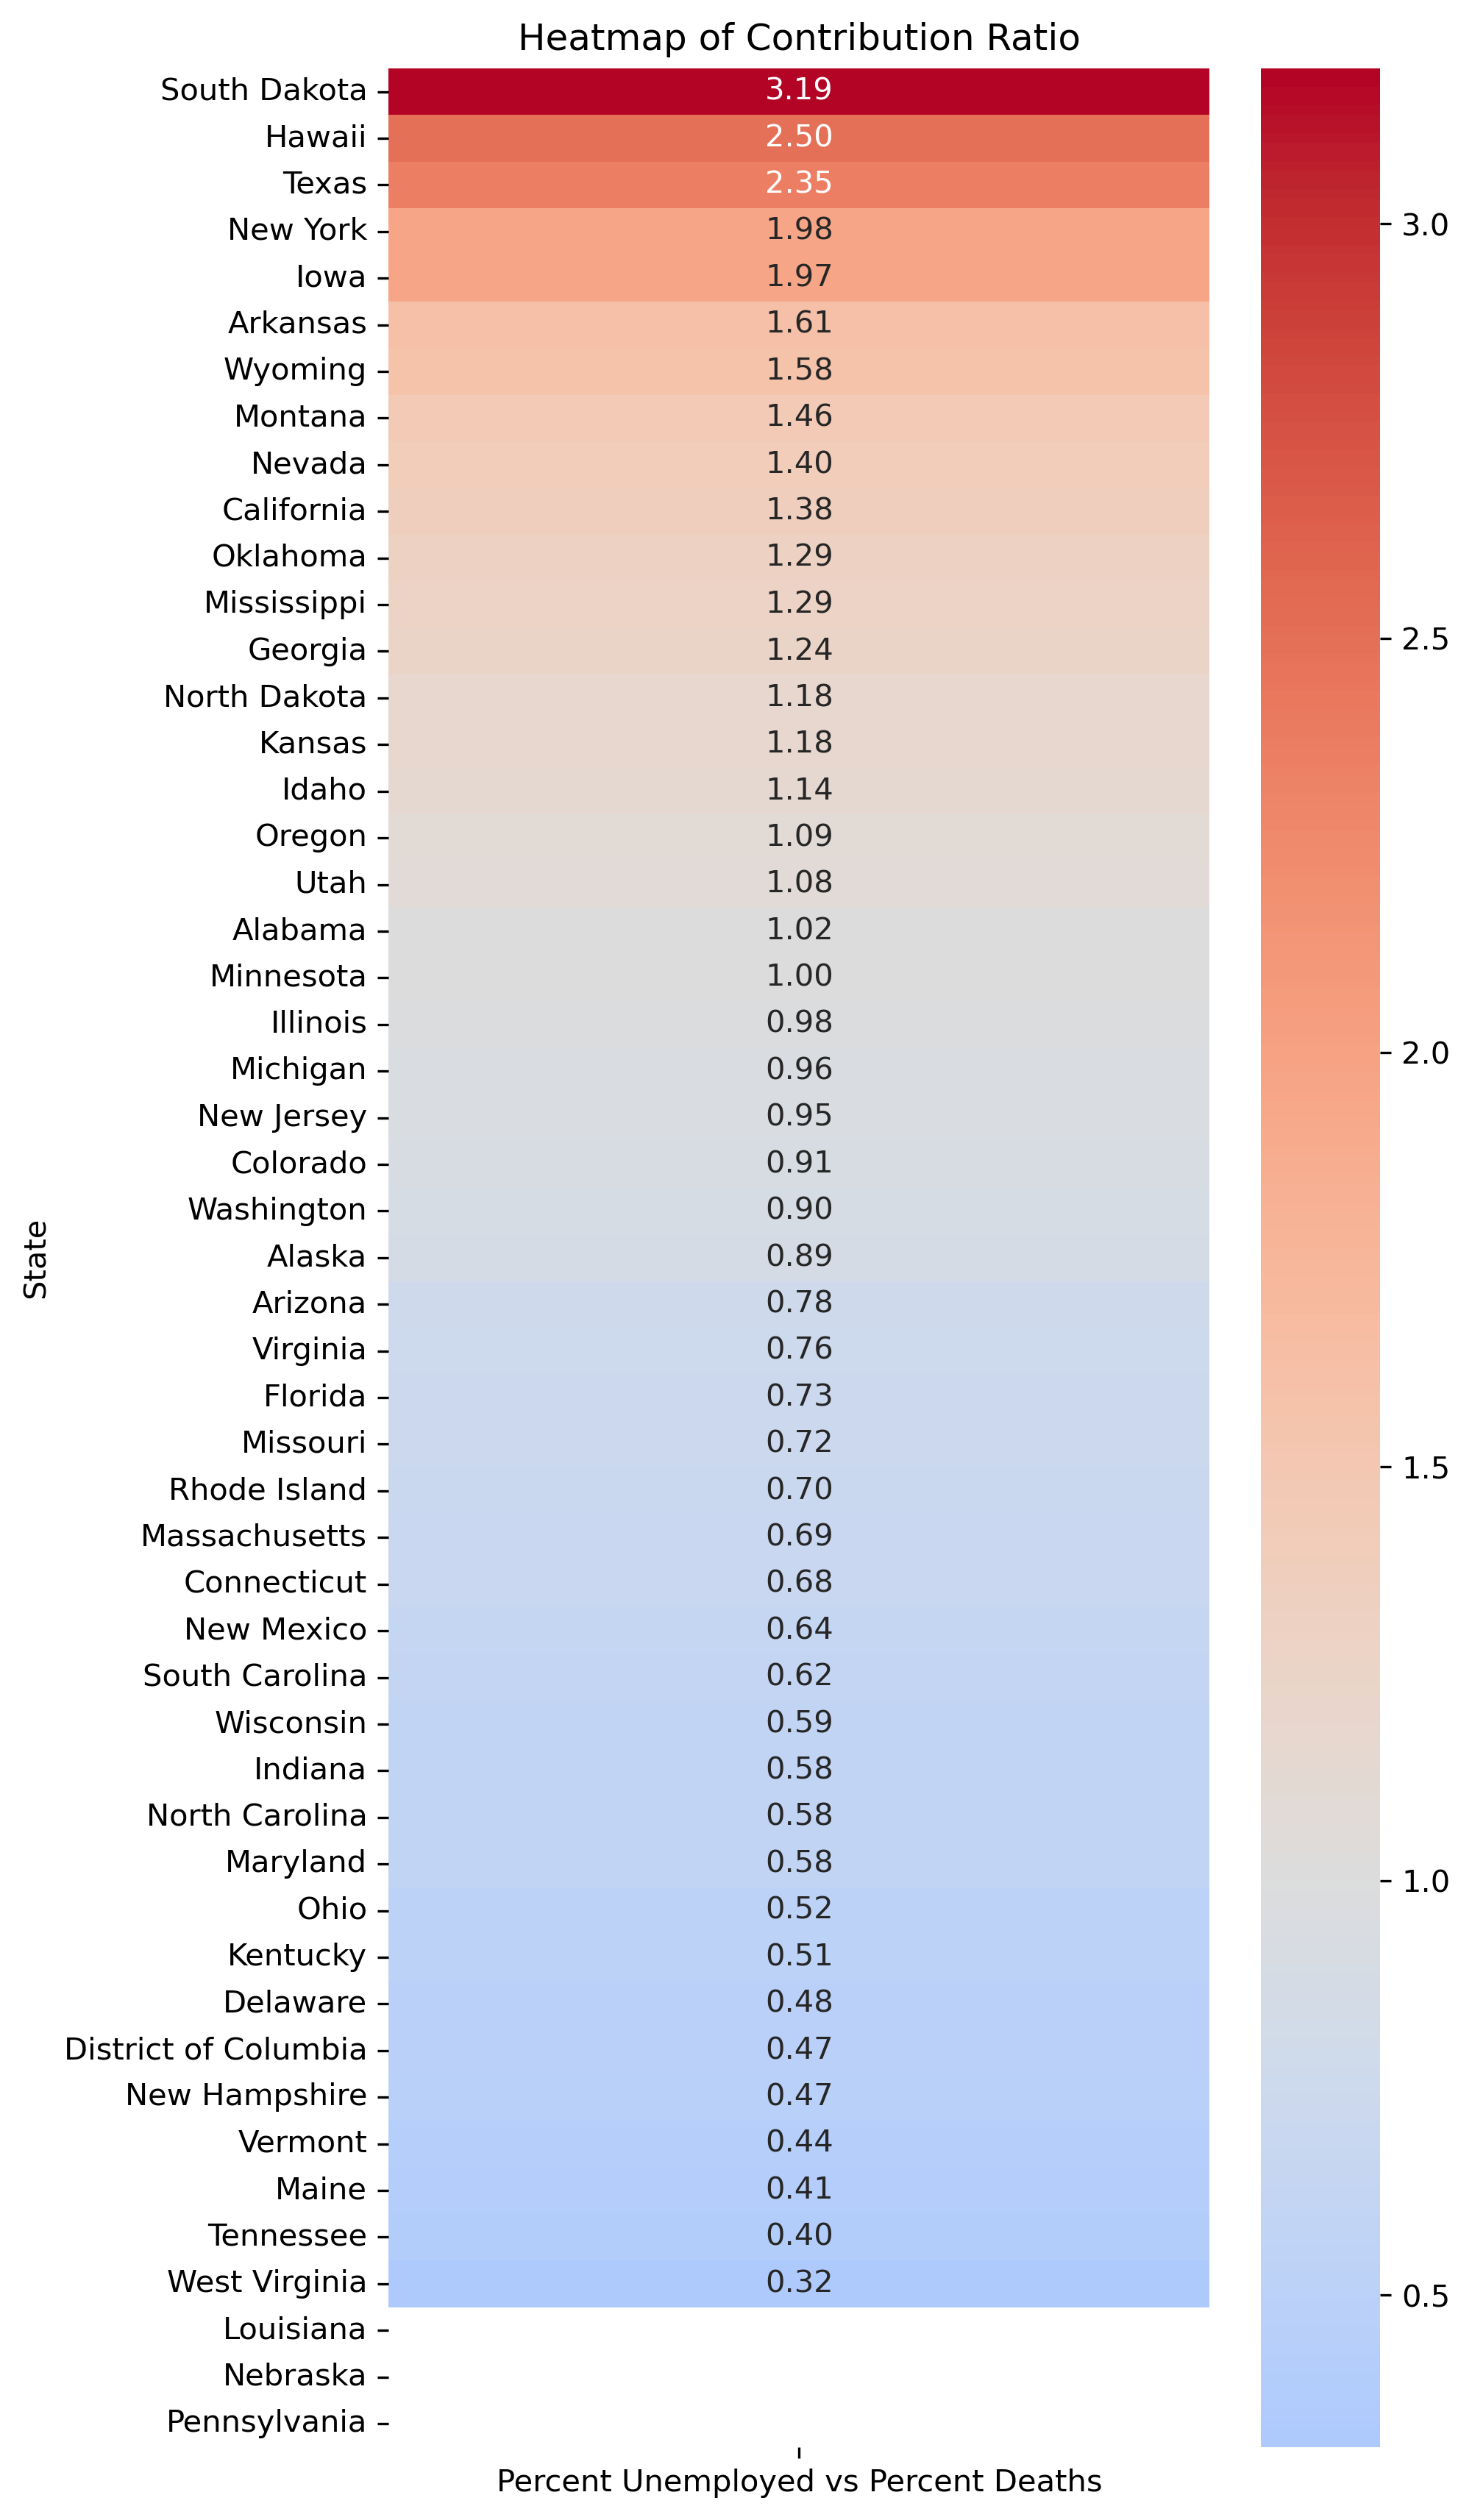 Heatmap of Contribution Ratio
South Dakota 3.19
Hawaii 2.50
Texas 2.35
New York 1.98
Iowa 1.97
Arkansas 1.61
Wyoming 1.58
Montana 1.46
Nevada 1.40
California 1.38
Oklahoma 1.29
Mississippi 1.29
Georgia 1.24
North Dakota 1.18
Kansas 1.18
Idaho 1.14
Oregon 1.09
Utah 1.08
Alabama 1.02
Minnesota 1.00
Illinois 0.98
Michigan 0.96
New Jersey 0.95
Colorado 0.91
Washington 0.90
Alaska 0.89
Arizona 0.78
Virginia 0.76
Florida 0.73
Missouri 0.72
Rhode Island 0.70
Massachusetts 0.69
Connecticut 0.68
New Mexico 0.64
South Carolina 0.62
Wisconsin 0.59
Indiana 0.58
North Carolina 0.58
Maryland 0.58
Ohio 0.52
Kentucky 0.51
Delaware 0.48
District of Columbia 0.47
New Hampshire 0.47
Vermont 0.44
Maine 0.41
Tennessee 0.40
West Virginia 0.32
Louisiana
Nebraska
Pennsylvania
State
Percent Unemployed vs Percent Deaths
3.0
2.5
2.0
1.5
1.0
0.5